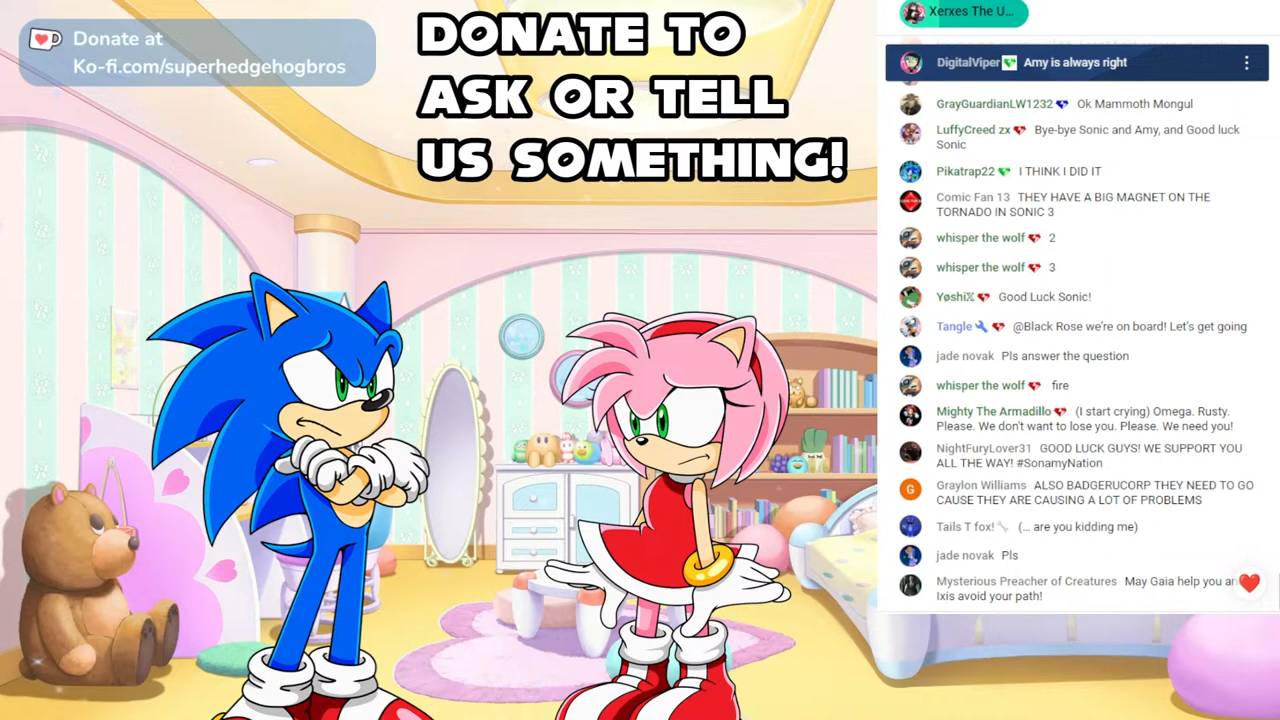 Donate at
Ko-fi.com/superhedgehogbros
DONATE TO
ASK OR TELL
US SOMETHING!
Xerxes The U...
DigitalViper Amy is always right
GrayGuardianLW1232 Ok Mammoth Mongul
LuffyCreed zx Bye-bye Sonic and Amy, and Good luck
Sonic
Pikatrap22 I THINK I DID IT
Comic Fan 13 THEY HAVE A BIG MAGNET ON THE
TORNADO IN SONIC 3
whisper the wolf 2
whisper the wolf 3
Yøshi𝕏 Good Luck Sonic!
Tangle @Black Rose we're on board! Let's get going
jade novak Pls answer the question
whisper the wolf fire
Mighty The Armadillo (I start crying) Omega. Rusty.
Please. We don't want to lose you. Please. We need you!
NightFuryLover31 GOOD LUCK GUYS! WE SUPPORT YOU
ALL THE WAY! #SonamyNation
G
Graylon Williams ALSO BADGERUCORP THEY NEED TO GO
CAUSE THEY ARE CAUSING A LOT OF PROBLEMS
Tails T fox! (... are you kidding me)
jade novak Pls
Mysterious Preacher of Creatures May Gaia help you an
Ixis avoid your path!